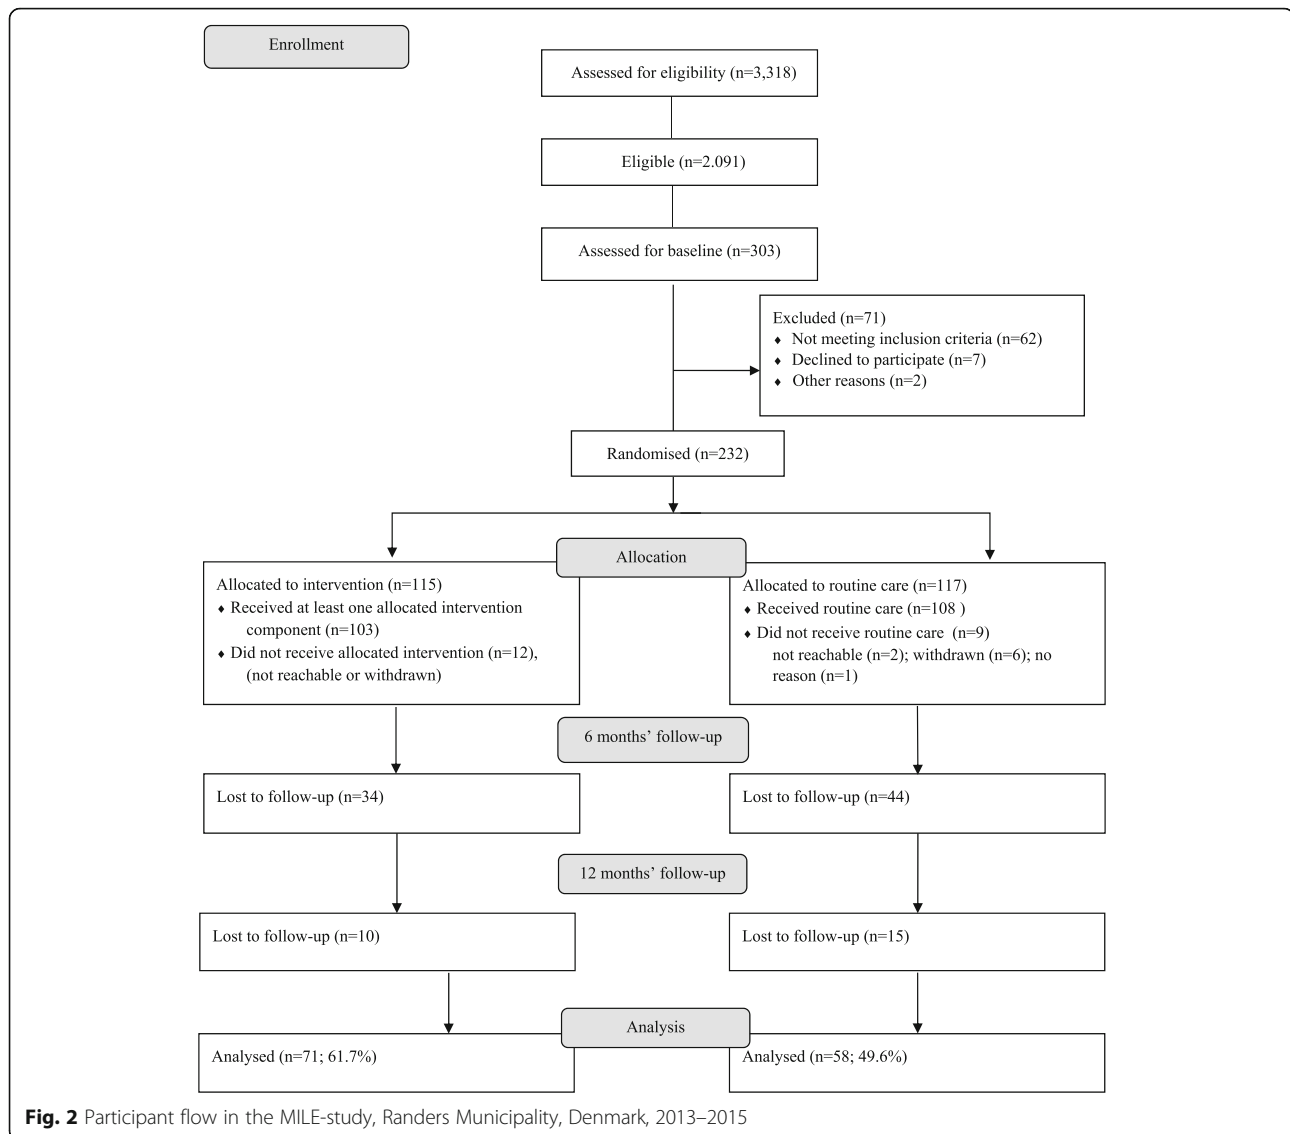 Enrollment
Assessed for eligibility (n=3,318)
Eligible (n=2.091)
Assessed for baseline (n=303)
Excluded (n=71)
♦ Not meeting inclusion criteria (n=62)
♦ Declined to participate (n=7)
♦ Other reasons (n=2)
Randomised (n=232)
Allocation
Allocated to intervention (n=115)
♦ Received at least one allocated intervention
component (n=103)
♦ Did not receive allocated intervention (n=12),
(not reachable or withdrawn)
Allocated to routine care (n=117)
♦ Received routine care (n=108 )
♦ Did not receive routine care (n=9)
not reachable (n=2); withdrawn (n=6); no
reason (n=1)
6 months’ follow-up
Lost to follow-up (n=34)
Lost to follow-up (n=44)
12 months’ follow-up
Lost to follow-up (n=10)
Lost to follow-up (n=15)
Analysis
Analysed (n=71; 61.7%)
Analysed (n=58; 49.6%)
Fig. 2 Participant flow in the MILE-study, Randers Municipality, Denmark, 2013–2015